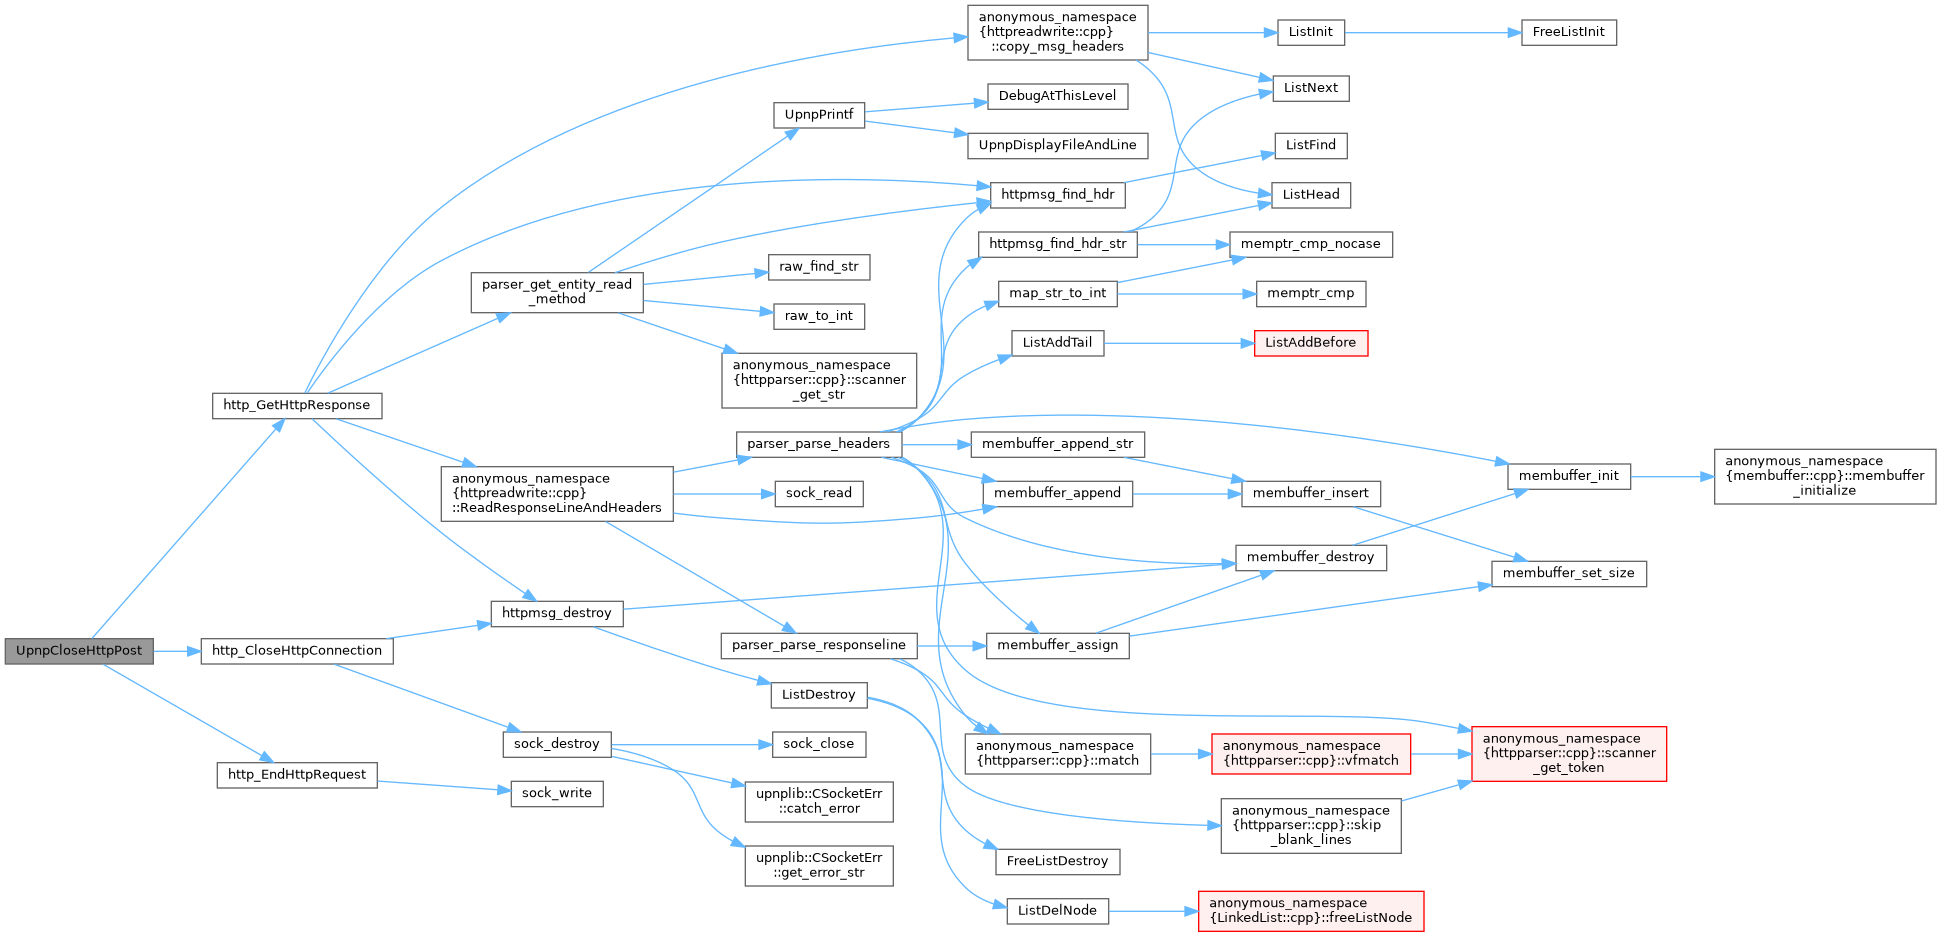 anonymous_namespace
{httpreadwrite::cpp}
::copy_msg_headers
ListInit
FreeListInit
ListNext
DebugAtThisLevel
UpnpPrintf
UpnpDisplayFileAndLine
ListFind
httpmsg_find_hdr
ListHead
httpmsg_find_hdr_str
memptr_cmp_nocase
raw_find_str
parser_get_entity_read
_method
map_str_to_int
memptr_cmp
raw_to_int
ListAddTail
ListAddBefore
anonymous_namespace
{httpparser::cpp}::scanner
_get_str
http_GetHttpResponse
parser_parse_headers
membuffer_append_str
membuffer_init
anonymous_namespace
{membuffer::cpp}::membuffer
_initialize
anonymous_namespace
{httpreadwrite::cpp}
::ReadResponseLineAndHeaders
sock_read
membuffer_append
membuffer_insert
membuffer_destroy
membuffer_set_size
httpmsg_destroy
UpnpCloseHttpPost
http_CloseHttpConnection
parser_parse_responseline
membuffer_assign
ListDestroy
sock_destroy
sock_close
anonymous_namespace
{httpparser::cpp}::match
anonymous_namespace
{httpparser::cpp}::vfmatch
anonymous_namespace
{httpparser::cpp}::scanner
_get_token
http_EndHttpRequest
sock_write
upnplib::CSocketErr
::catch_error
anonymous_namespace
{httpparser::cpp}::skip
_blank_lines
upnplib::CSocketErr
::get_error_str
FreeListDestroy
ListDelNode
anonymous_namespace
{LinkedList::cpp}::freeListNode